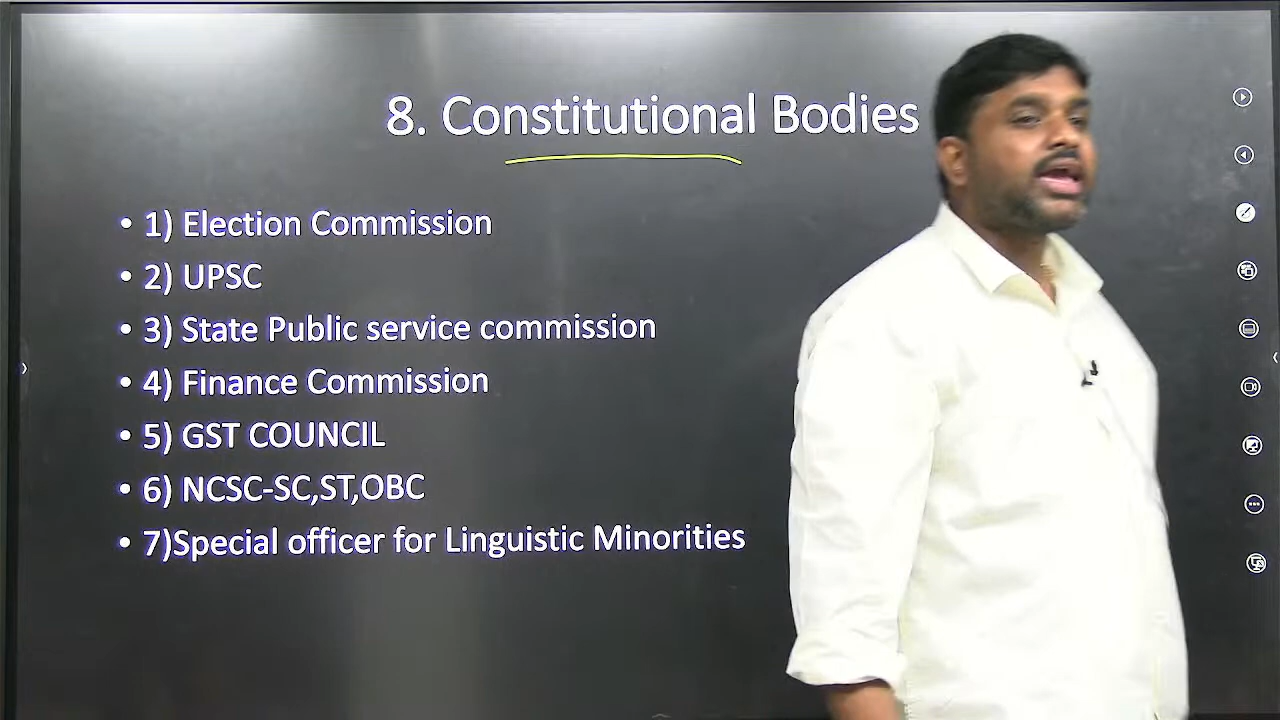 8. Constitutional Bodies
• 1) Election Commission
• 2) UPSC
• 3) State Public service commission
• 4) Finance Commission
• 5) GST COUNCIL
• 6) NCSC-SC,ST,OBC
• 7)Special officer for Linguistic Minorities